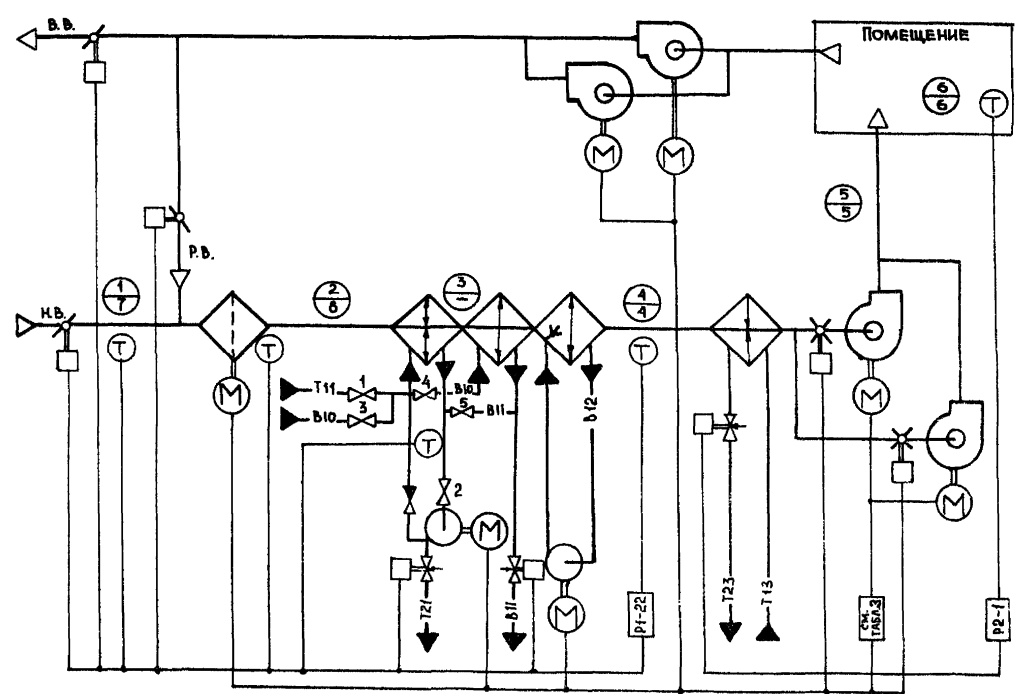 В.В.
ПОМЕЩЕНИЕ
6
6
Т
М
М
5
5
Р.В.
Н.В.
1
7
2
8
3
—
4
4
Т
Т
Т
М
Т11
1
4
В10
В10
3
5
В11
В12
Т
2
М
М
М
М
Т21
В11
М
Р1-22
Т23
Т13
СМ.
ТАБЛ.3
Р2-1